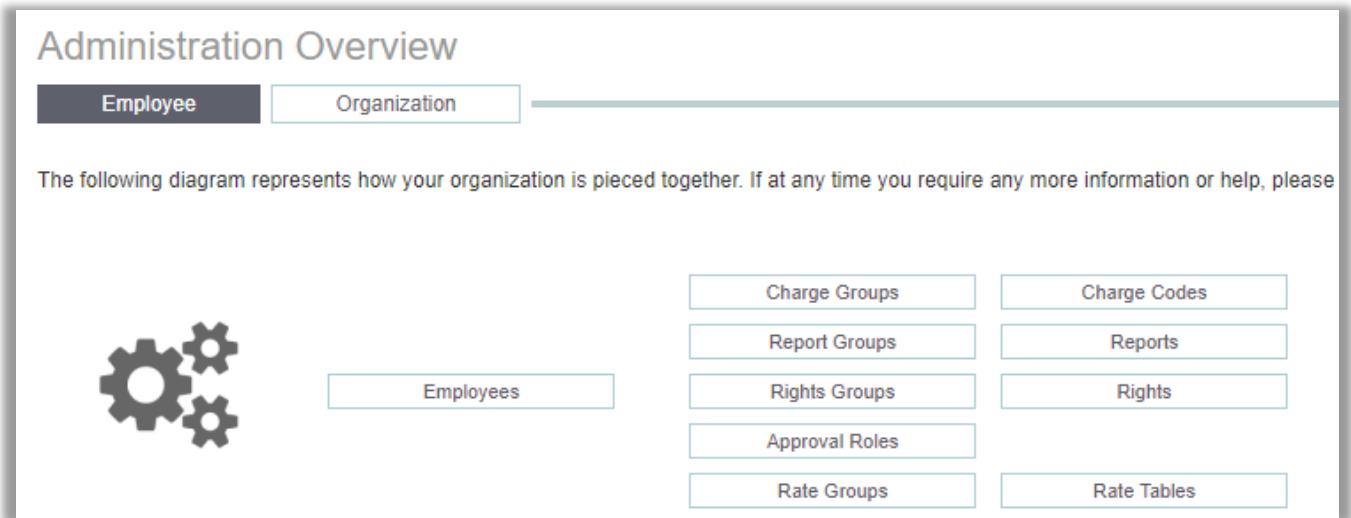 Administration Overview
Employee Organization
The following diagram represents how your organization is pieced together. If at any time you require any more information or help, please
Charge Groups Charge Codes
Report Groups Reports
Employees Rights Groups Rights
Approval Roles
Rate Groups Rate Tables